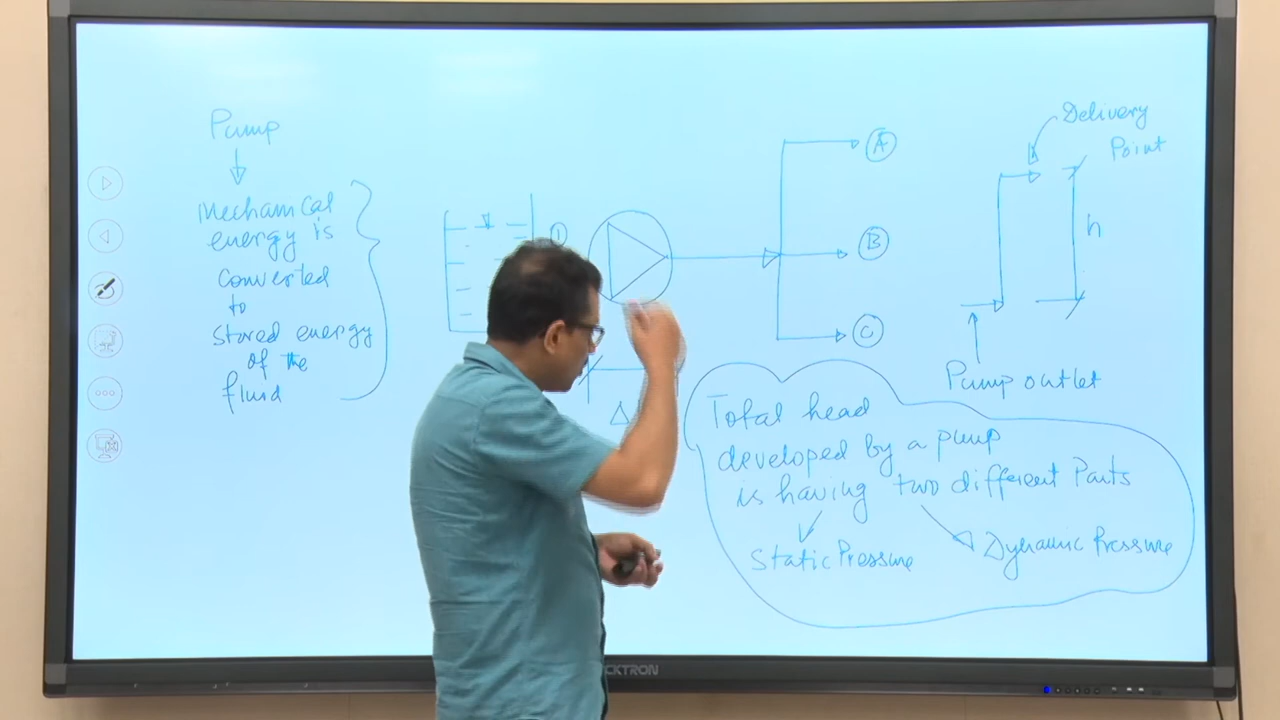 Pump
Mechanical
energy is
converted
to
stored energy
of the
fluid
1
Δ
A
B
C
Delivery
Point
h
Pump outlet
Total head
developed by a pump
is having two different Parts
Static Pressure
Dynamic Pressure
CKTRON